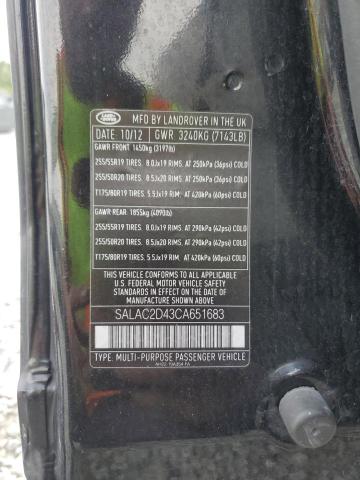 LAND ROVER
MFD BY LANDROVER IN THE UK
DATE: 10/12 GWR 3240KG (7143LB)
GAWR FRONT 1450kg (3197lb)
255/55R19 TIRES. 8.0Jx19 RIMS. AT 250kPa (36psi) COLD
255/50R20 TIRES. 8.5Jx20 RIMS. AT 250kPa (36psi) COLD
T175/80R19 TIRES. 5.5Jx19 RIM. AT 420kPa (60psi) COLD
GAWR REAR: 1855kg (4090lb)
255/55R19 TIRES. 8.0Jx19 RIMS. AT 290kPa (42psi) COLD
255/50R20 TIRES. 8.5Jx20 RIMS. AT 290kPa (42psi) COLD
T175/80R19 TIRES. 5.5Jx19 RIM. AT 420kPa (60psi) COLD
THIS VEHICLE CONFORMS TO ALL APPLICABLE
U.S. FEDERAL MOTOR VEHICLE SAFETY
STANDARDS IN EFFECT ON THE DATE OF
MANUFACTURE SHOWN ABOVE
SALAC2D43CA651683
TYPE: MULTI-PURPOSE PASSENGER VEHICLE